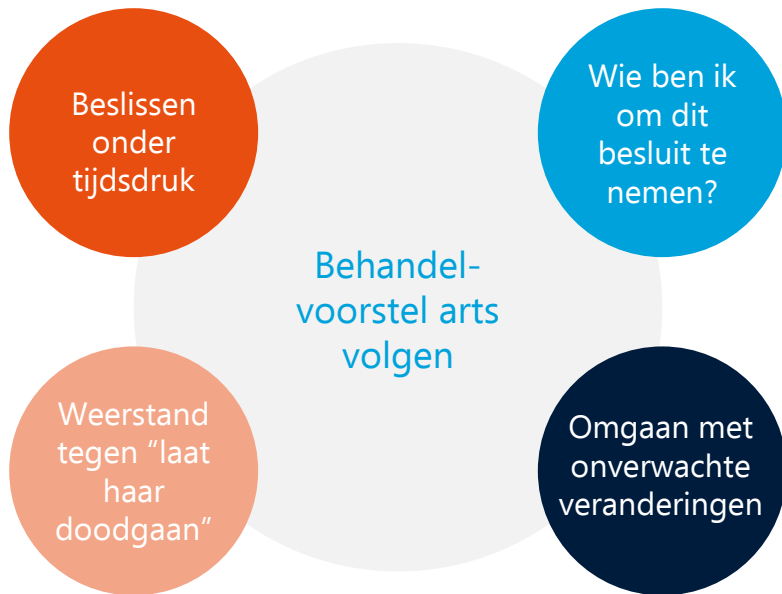 Beslissen
onder
tijdsdruk
Wie ben ik
om dit
besluit te
nemen?
Behandel-
voorstel arts
volgen
Weerstand
tegen “laat
haar
doodgaan”
Omgaan met
onverwachte
veranderingen